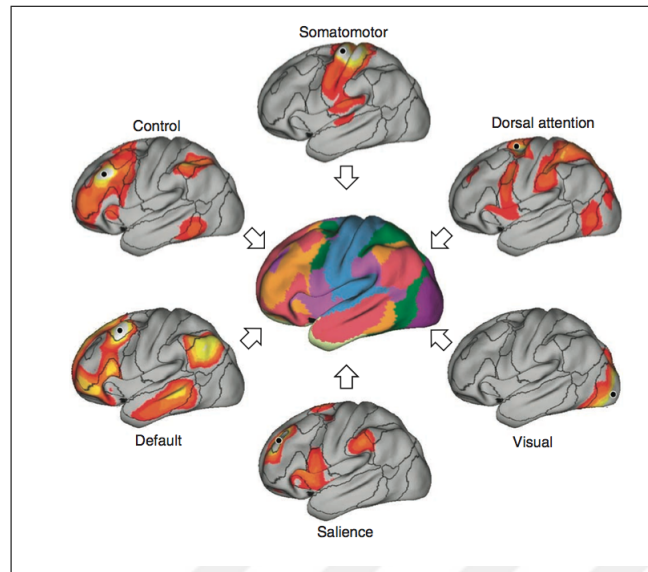 Somatomotor
Control
Dorsal attention
Default
Visual
Salience